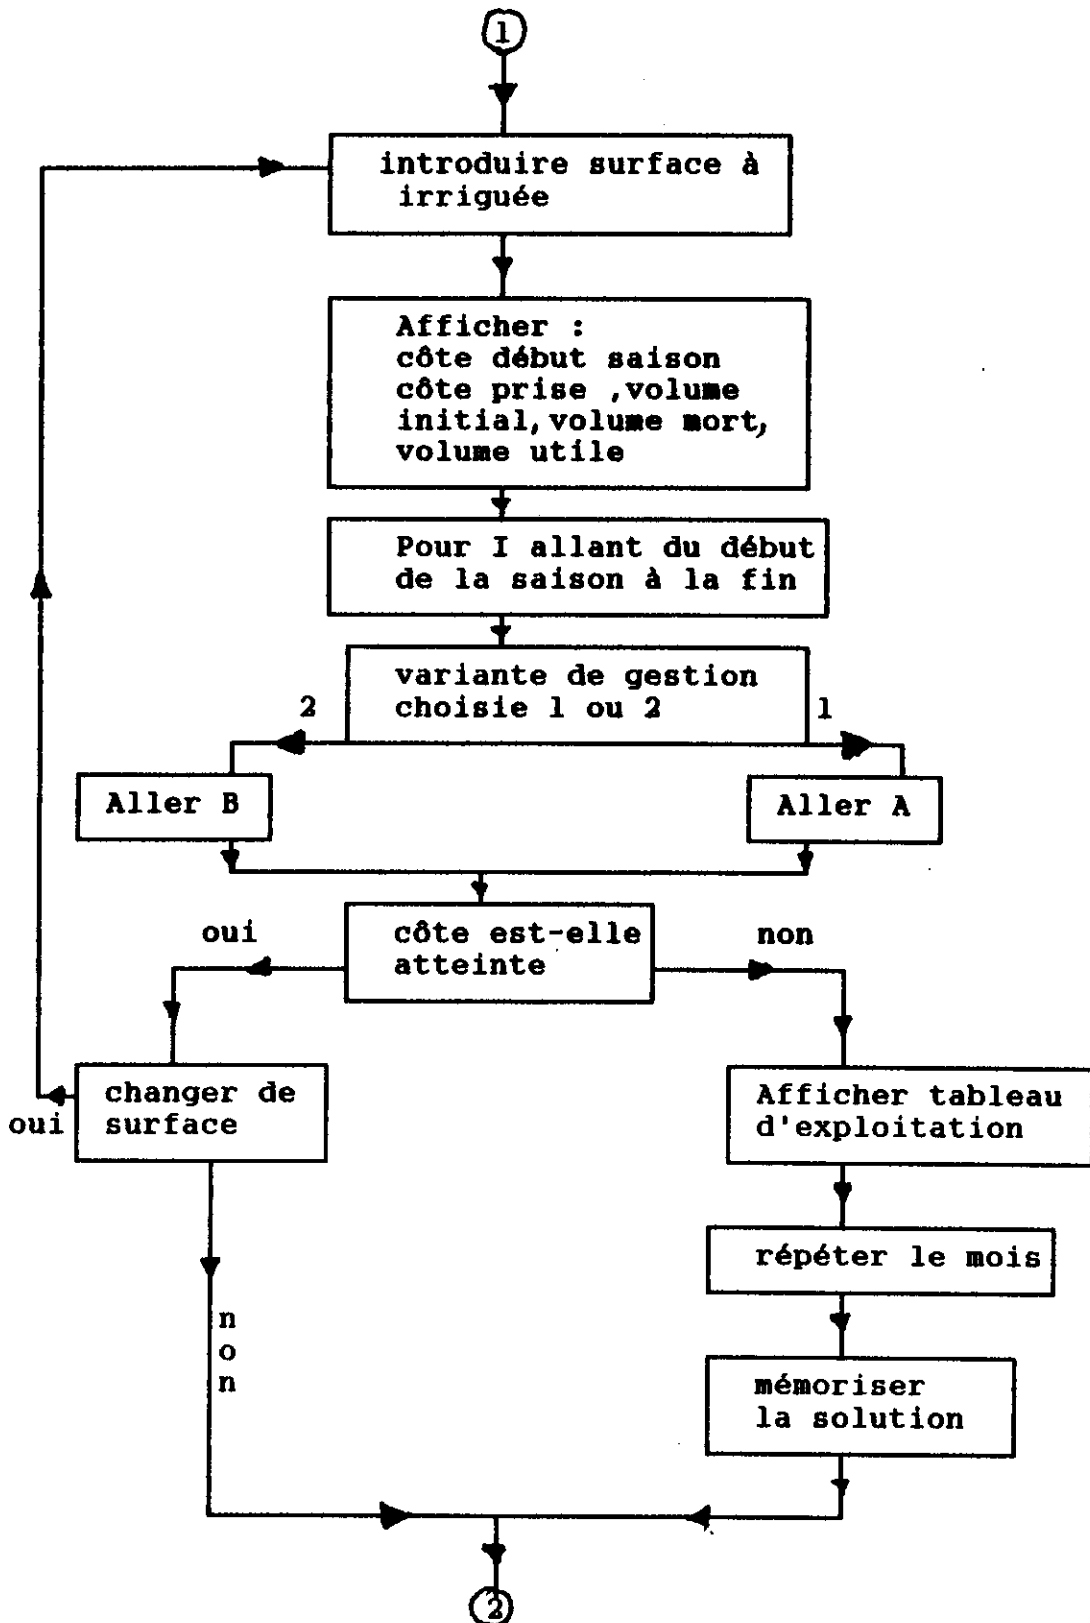 1
introduire surface à
irriguée
Afficher :
côte début saison
côte prise ,volume
initial,volume mort,
volume utile
Pour I allant du début
de la saison à la fin
variante de gestion
choisie 1 ou 2
2
1
Aller B
Aller A
côte est-elle
atteinte
oui
non
changer de
surface
oui
Afficher tableau
d'exploitation
répéter le mois
n
o
n
mémoriser
la solution
2